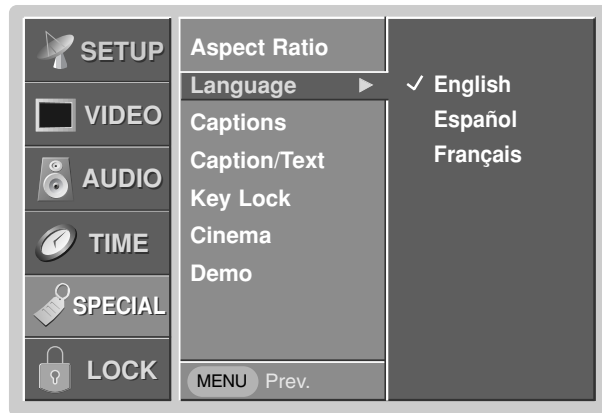 SETUP
VIDEO
AUDIO
TIME
SPECIAL
LOCK
Aspect Ratio
Language ►
Captions
Caption/Text
Key Lock
Cinema
Demo
MENU Prev.
✓ English
Español
Français